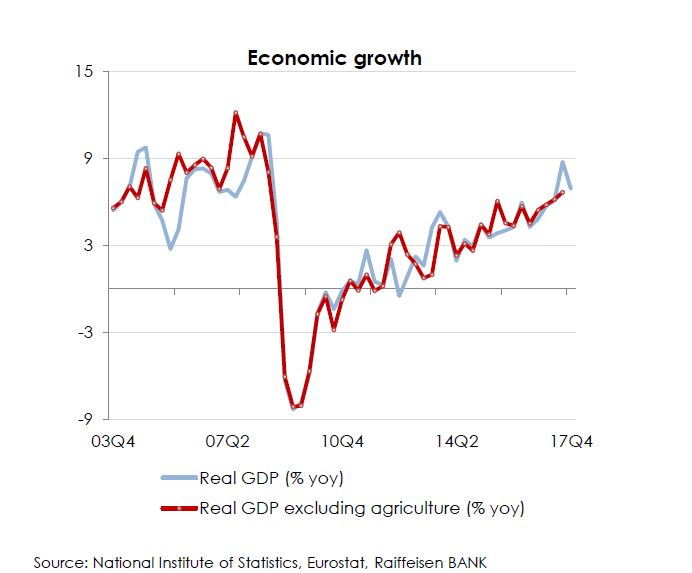 Economic growth
15
9
3
-3
-9
03Q4 07Q2 10Q4 14Q2 17Q4
Real GDP (% yoy)
Real GDP excluding agriculture (% yoy)
Source: National Institute of Statistics, Eurostat, Raiffeisen BANK